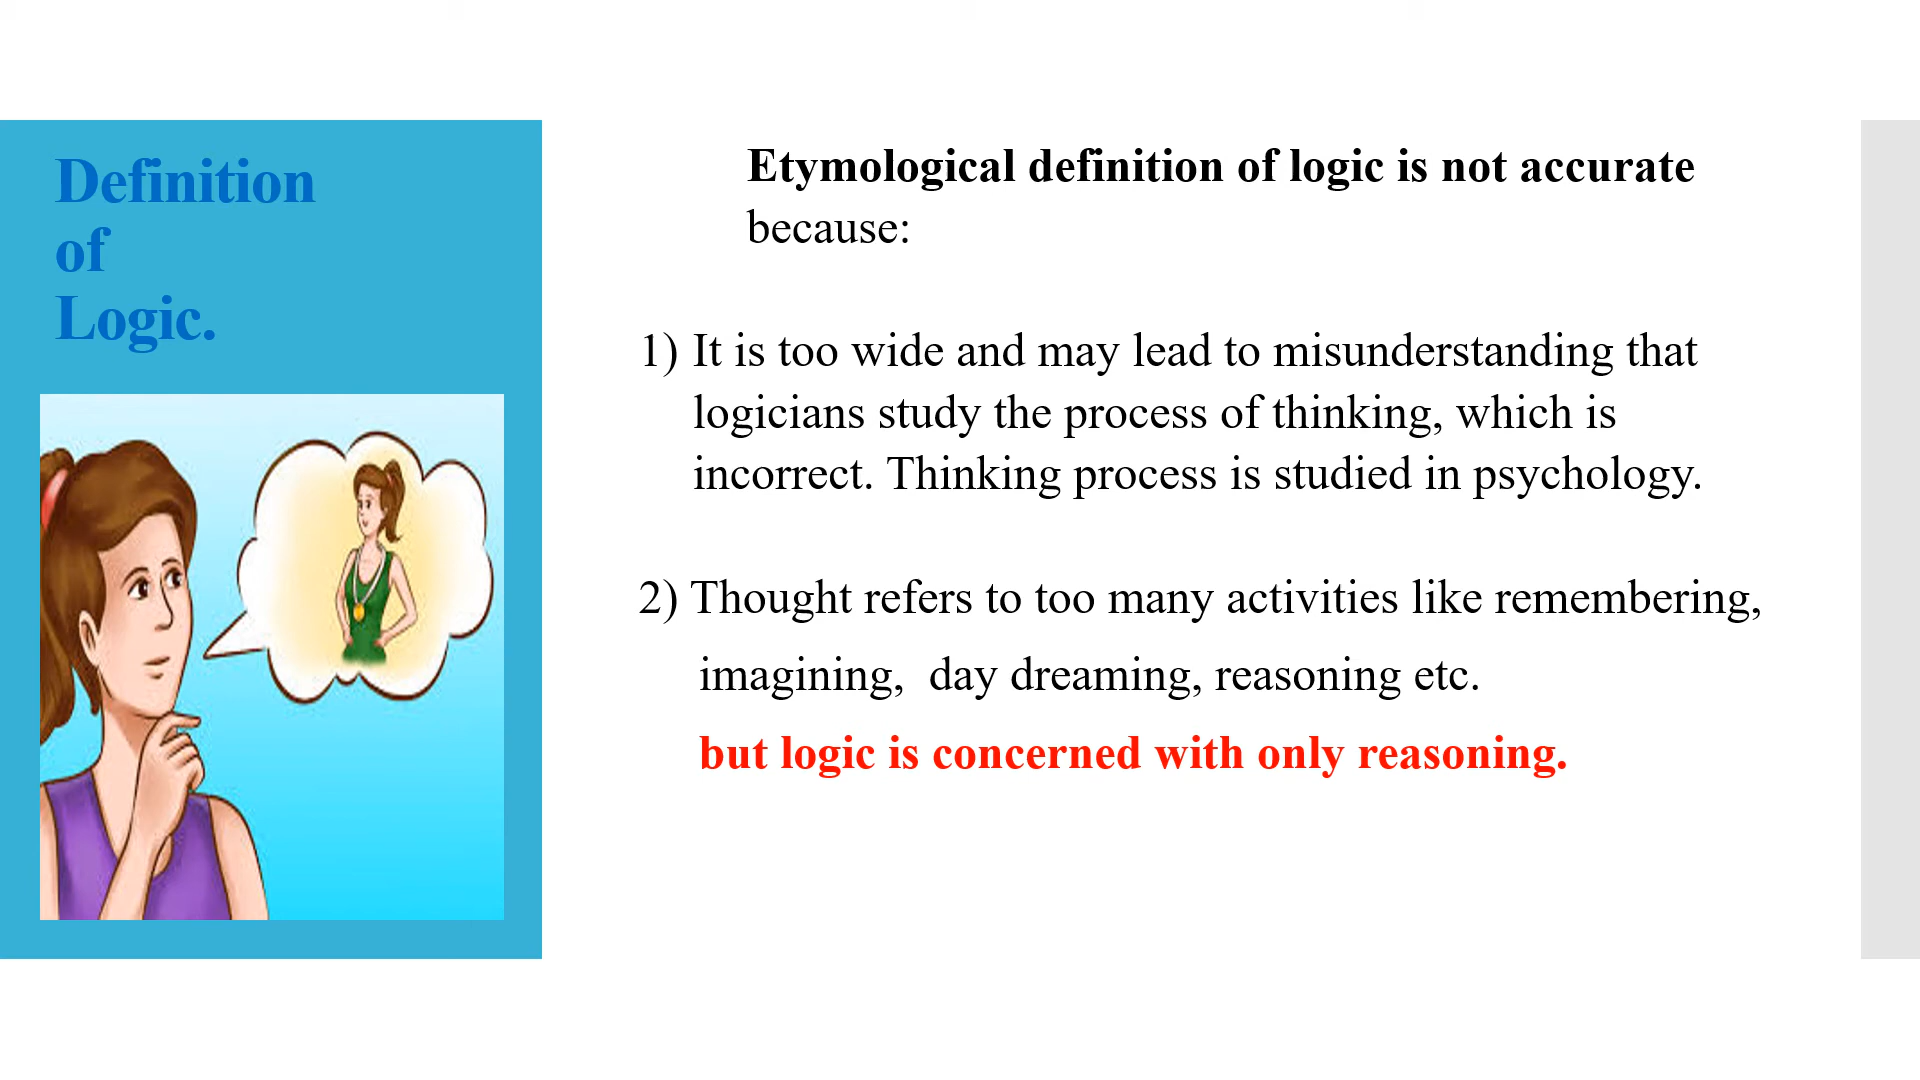 Definition
of
Logic.
Etymological definition of logic is not accurate
because:
1) It is too wide and may lead to misunderstanding that
logicians study the process of thinking, which is
incorrect. Thinking process is studied in psychology.
2) Thought refers to too many activities like remembering,
imagining,  day dreaming, reasoning etc.
but logic is concerned with only reasoning.